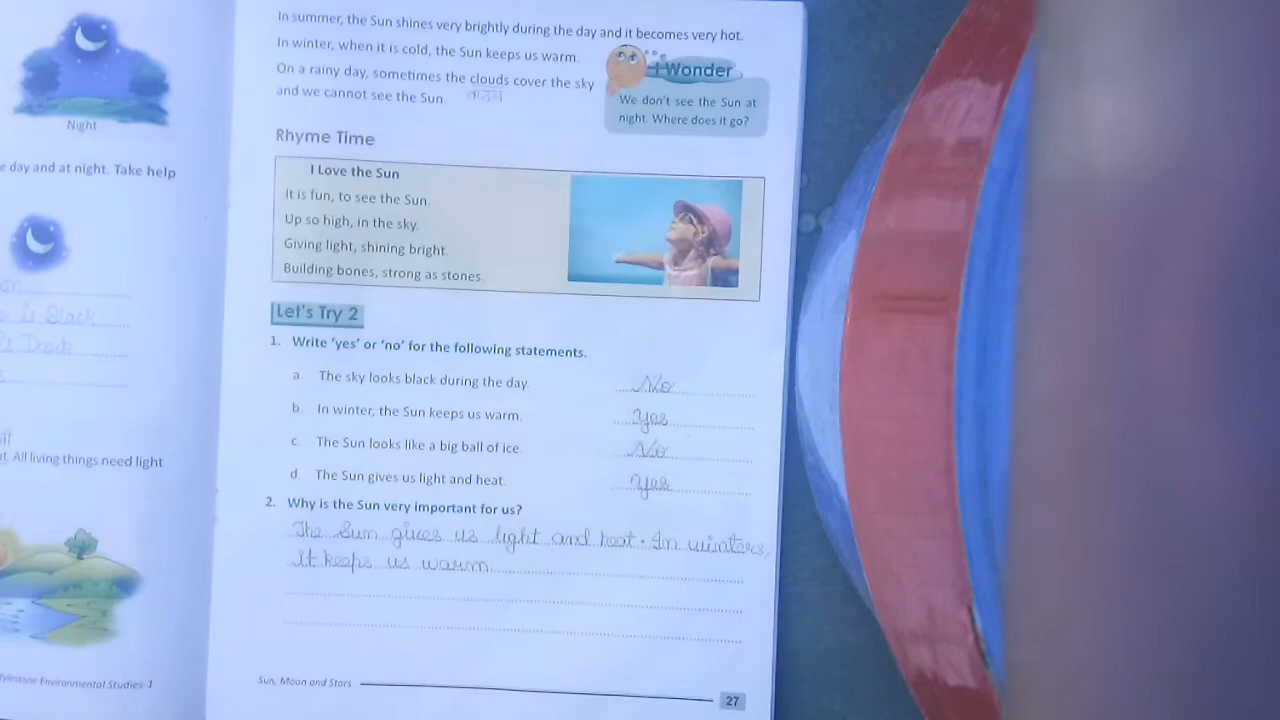 Night
e day and at night. Take help
is Black
t. All living things need light
Tylestone Environmental Studies-1
In summer, the Sun shines very brightly during the day and it becomes very hot.
In winter, when it is cold, the Sun keeps us warm.
On a rainy day, sometimes the clouds cover the sky
and we cannot see the Sun. बादल
I Wonder
We don't see the Sun at
night. Where does it go?
Rhyme Time
I Love the Sun
It is fun, to see the Sun.
Up so high, in the sky.
Giving light, shining bright.
Building bones, strong as stones.
Let's Try 2
1. Write 'yes' or 'no' for the following statements.
a. The sky looks black during the day. No
b. In winter, the Sun keeps us warm. Yes
c. The Sun looks like a big ball of ice. No
d. The Sun gives us light and heat. Yes
2. Why is the Sun very important for us?
The Sun gives us light and heat. In winters,
it keeps us warm
Sun, Moon and Stars 27